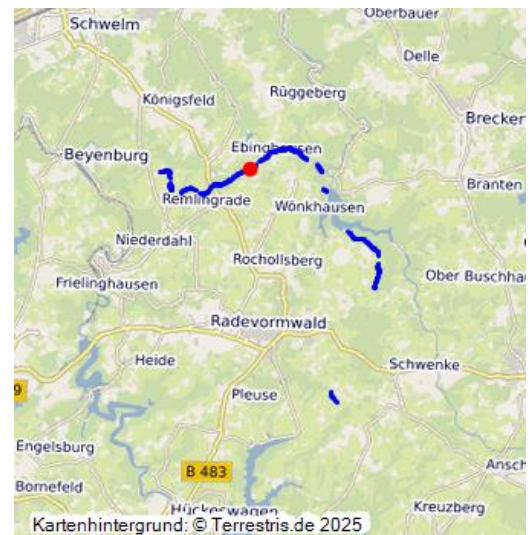 Oberbauer
Schwelm
Delle
Rüggeberg
Königsfeld
Brecker
Ebinghausen
Beyenburg
Branten
Remlingrade
Wönkhausen
Niederdahl
Rochollsberg
Ober Buschha
Frielinghausen
Radevormwald
Heide
Schwenke
9
Pleuse
Engelsburg
B 483
Ansch
Bornefeld
Hückeswagen
Kreuzberg
Kartenhintergrund: © Terrestris.de 2025